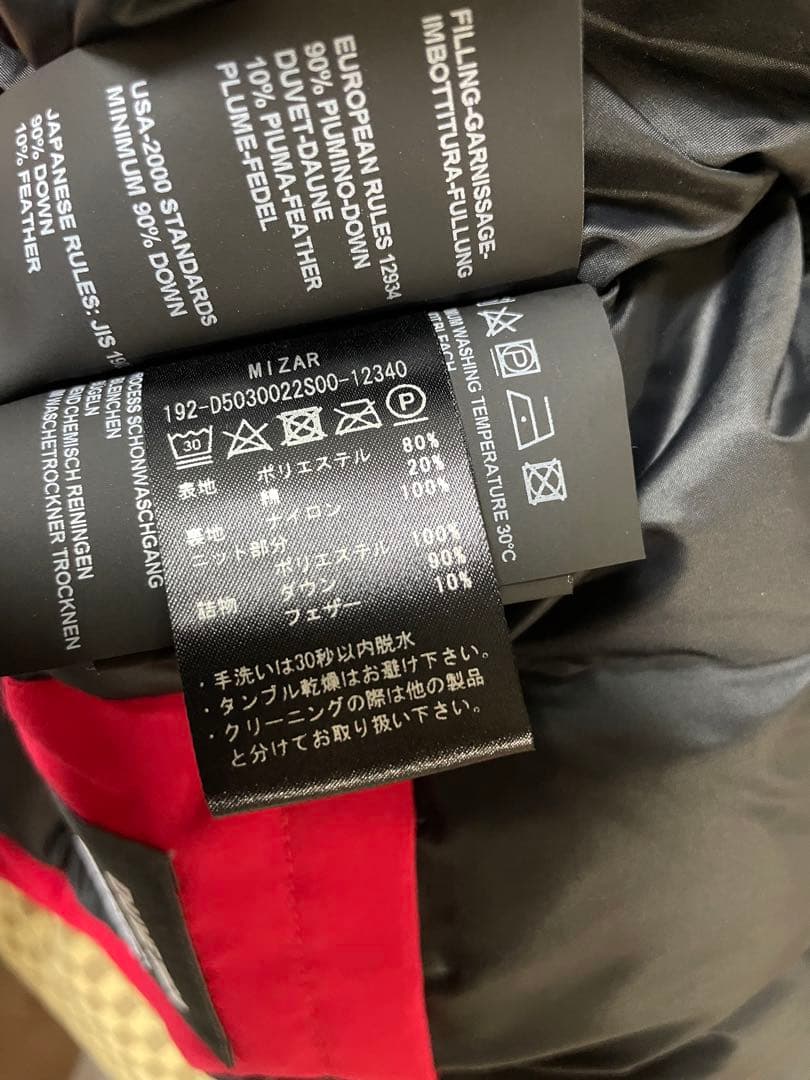 FILLING-GARNISSAGE-
IMBOTTITURA-FULLUNG
EUROPEAN RULES 12934
90% PIUMINO-DOWN
DUVET-DAUNE
10% PIUMA-FEATHER
PLUME-FEDEL
USA-2000 STANDARDS
MINIMUM 90% DOWN
JAPANESE RULES: JIS
90% DOWN
10% FEATHER
MIZAR
192-D5030022S00-12340
30
P
表地 ポリエステル 80%
綿 20%
裏地 ナイロン 100%
ニット部分
ポリエステル 100%
詰物 ダウン 90%
フェザー 10%
・手洗いは30秒以内脱水
・タンブル乾燥はお避け下さい。
・クリーニングの際は他の製品
と分けてお取り扱い下さい。
P
WASHING TEMPERATURE 30°C
SCHONWASCHGANG
CHEMISCH REININGEN
WASCHETROCKNER TROCKNEN